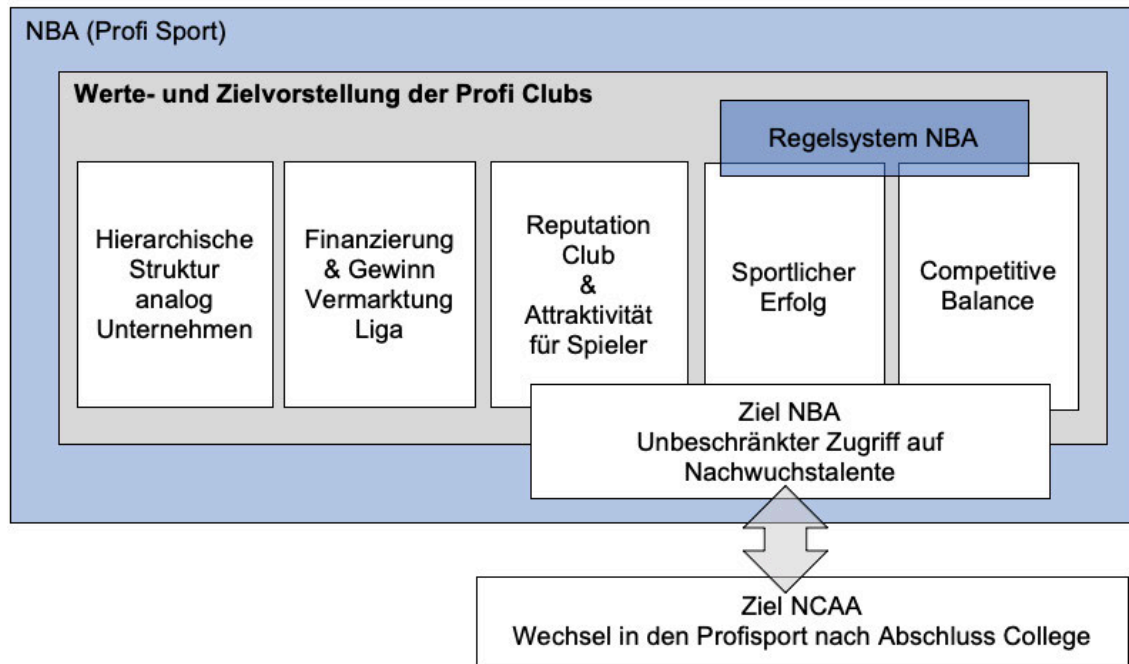 NBA (Profi Sport)
Werte- und Zielvorstellung der Profi Clubs
Regelsystem NBA
Hierarchische
Struktur
analog
Unternehmen
Finanzierung
& Gewinn
Vermarktung
Liga
Reputation
Club
&
Attraktivität
für Spieler
Sportlicher
Erfolg
Competitive
Balance
Ziel NBA
Unbeschränkter Zugriff auf
Nachwuchstalente
Ziel NCAA
Wechsel in den Profisport nach Abschluss College